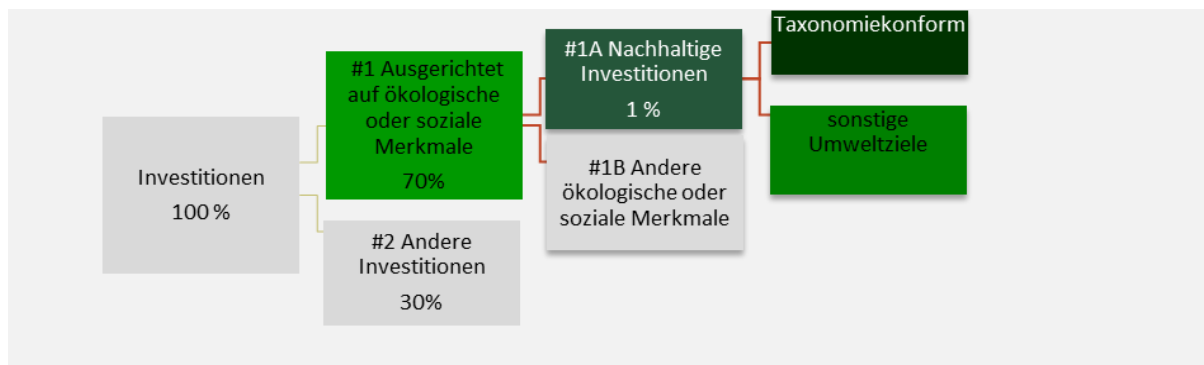 Investitionen
100 %
#1 Ausgerichtet
auf ökologische
oder soziale
Merkmale
70%
#2 Andere
Investitionen
30%
#1A Nachhaltige
Investitionen
1 %
#1B Andere
ökologische oder
soziale Merkmale
Taxonomiekonform
sonstige
Umweltziele